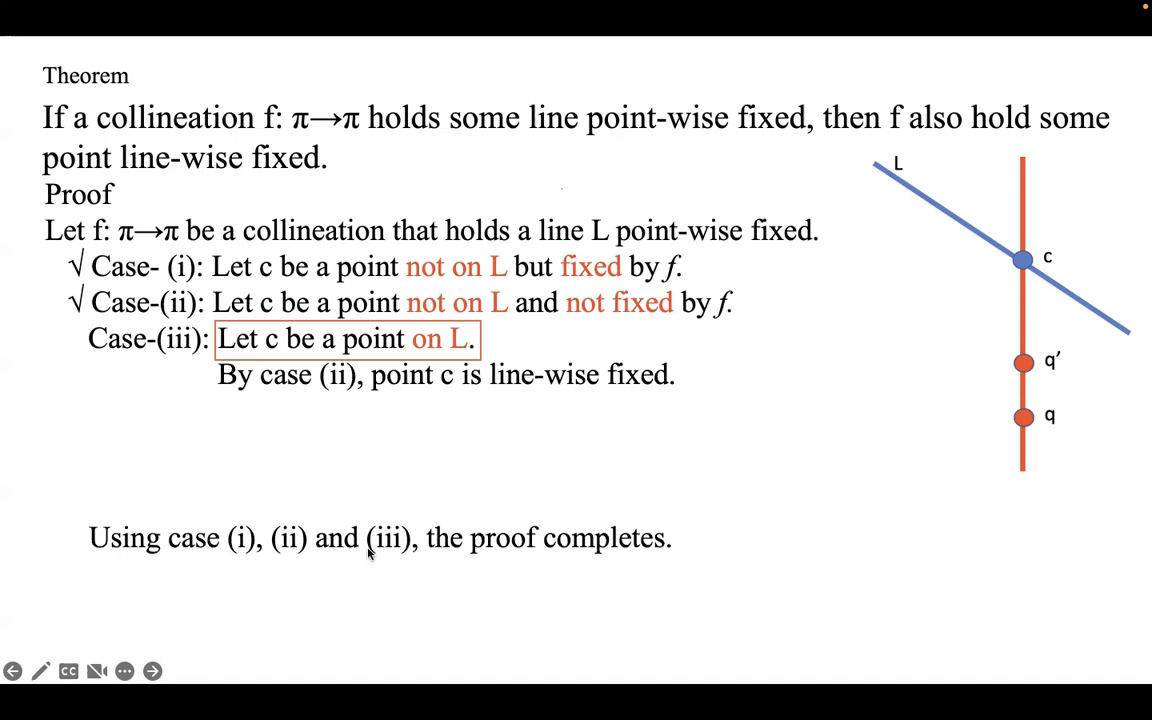 Theorem
If a collineation f: π→π holds some line point-wise fixed, then f also hold some
point line-wise fixed.
Proof
Let f: π→π be a collineation that holds a line L point-wise fixed.
√ Case- (i): Let c be a point not on L but fixed by f.
√ Case-(ii): Let c be a point not on L and not fixed by f.
Case-(iii): Let c be a point on L.
By case (ii), point c is line-wise fixed.
Using case (i), (ii) and (iii), the proof completes.
L
c
q′
q
CC